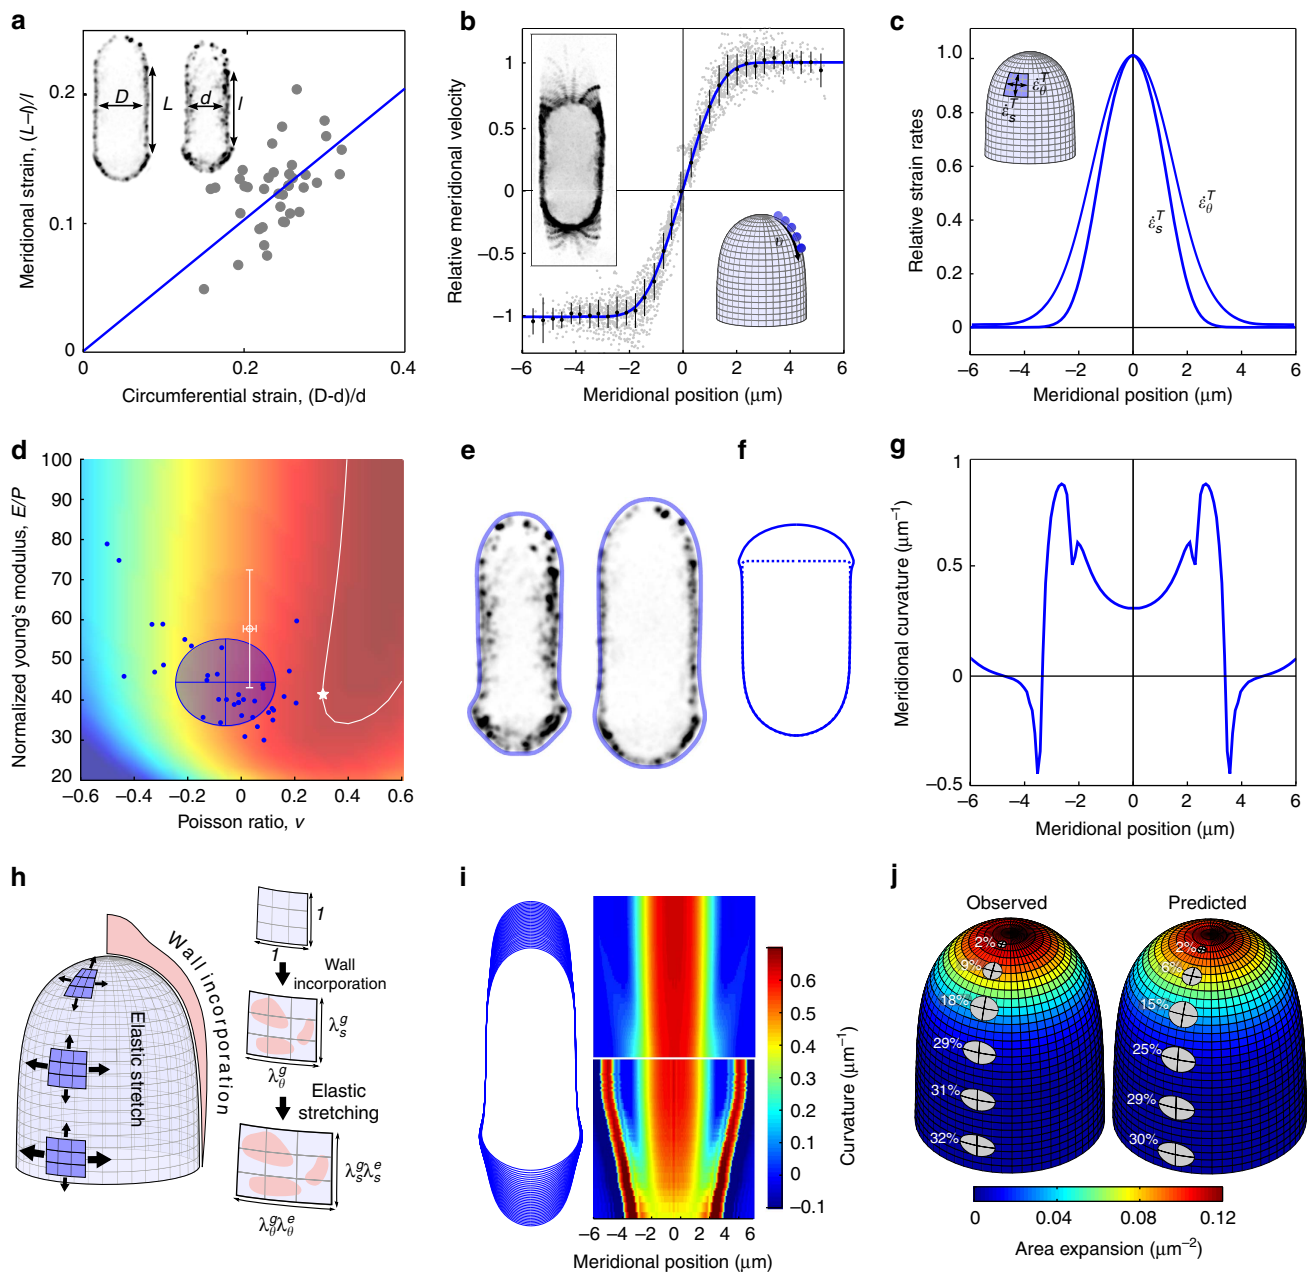 a
Meridional strain, (L–l)/l
0.2
0.1
0
0
0.2
0.4
Circumferential strain, (D-d)/d
D
L
d
l
b
Relative meridional velocity
1
0.5
0
−0.5
−1
−6 −4 −2 0 2 4 6
Meridional position (μm)
υ
c
Relative strain rates
1.0
0.8
0.6
0.4
0.2
0
−6 −4 −2 0 2 4 6
Meridional position (μm)
ε̇θᵀ
ε̇sᵀ
ε̇sᵀ
ε̇θᵀ
d
Normalized young's modulus, E/P
100
90
80
70
60
50
40
30
20
−0.6 −0.4 −0.2 0 0.2 0.4 0.6
Poisson ratio, v
e
f
g
Meridional curvature (μm⁻¹)
1
0.5
0
−0.5
−6 −4 −2 0 2 4 6
Meridional position (μm)
h
Wall incorporation
Elastic stretch
1
1
Wall
incorporation
λsᵍ
λθᵍ
Elastic
stretching
λsᵍλsᵉ
λθᵍλθᵉ
i
0.6
0.5
0.4
0.3
0.2
0.1
0
−0.1
Curvature (μm⁻¹)
−6 −4 −2 0 2 4 6
Meridional position (μm)
j
Observed
Predicted
2%
9%
18%
29%
31%
32%
2%
6%
15%
25%
29%
30%
0 0.04 0.08 0.12
Area expansion (μm⁻²)